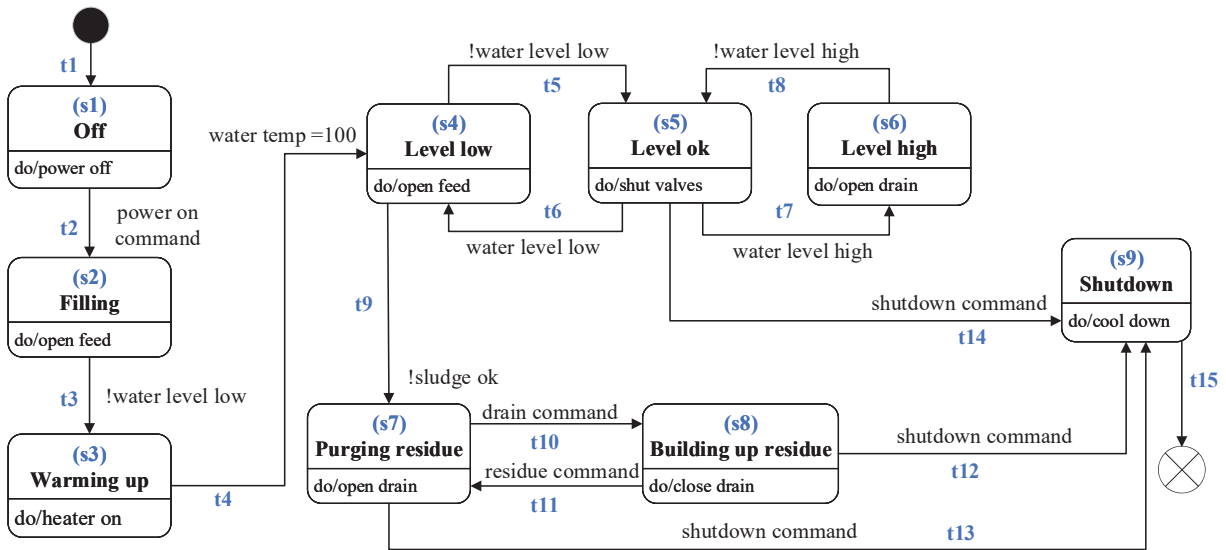 t1
(s1)
Off
do/power off
t2
power on
command
(s2)
Filling
do/open feed
t3
!water level low
(s3)
Warming up
do/heater on
t4
water temp =100
(s4)
Level low
do/open feed
!water level low
t5
t6
water level low
(s5)
Level ok
do/shut valves
!water level high
t8
t7
water level high
(s6)
Level high
do/open drain
t9
!sludge ok
(s7)
Purging residue
do/open drain
drain command
t10
residue command
t11
(s8)
Building up residue
do/close drain
shutdown command
t12
shutdown command
t13
shutdown command
t14
(s9)
Shutdown
do/cool down
t15